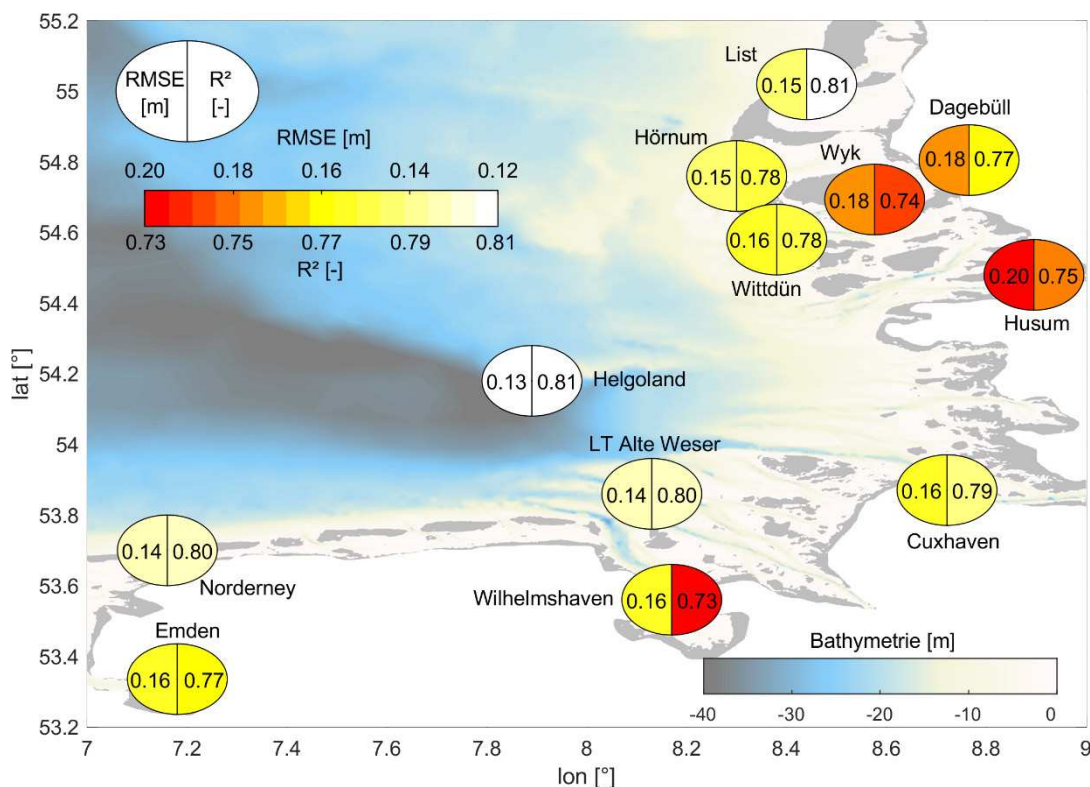 55.2
55
54.8
54.6
54.4
54.2
54
53.8
53.6
53.4
53.2
lat [°]
RMSE R²
[m] [-]
RMSE [m]
0.20 0.18 0.16 0.14 0.12
0.73 0.75 0.77 0.79 0.81
R² [-]
List
0.15 0.81
Dagebüll
0.18 0.77
Hörnum
0.15 0.78
Wyk
0.18 0.74
0.16 0.78
Wittdün
0.20 0.75
Husum
0.13 0.81 Helgoland
LT Alte Weser
0.14 0.80
0.16 0.79
Cuxhaven
0.14 0.80
Norderney
Wilhelmshaven 0.16 0.73
Emden
0.16 0.77
Bathymetrie [m]
-40 -30 -20 -10 0
7 7.2 7.4 7.6 7.8 8 8.2 8.4 8.6 8.8 9
lon [°]